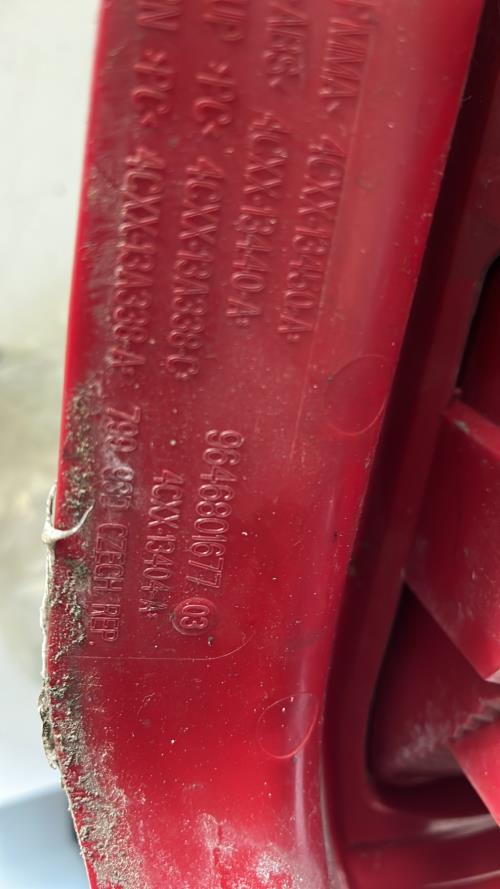 PMMA< 4CXX-13450-A:
>ABS< 4CXX-13440-A:
>PC< 4CXX-13A338-C
>PC< 4CXX-13A338-A:
9646801677 03
4CXX-13404-A:
CZECH REP.